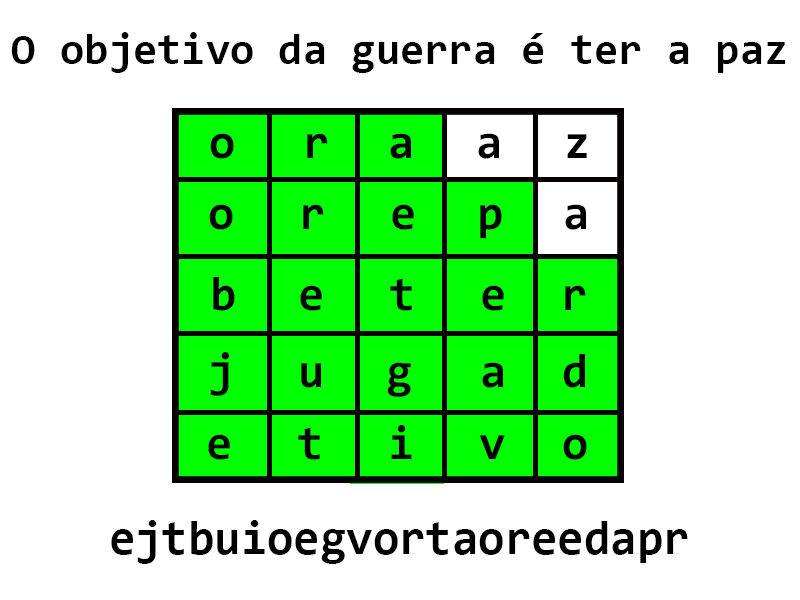 O objetivo da guerra é ter a paz
o r a a z
o r e p a
b e t e r
j u g a d
e t i v o
ejtbuioegvortaoreedapr